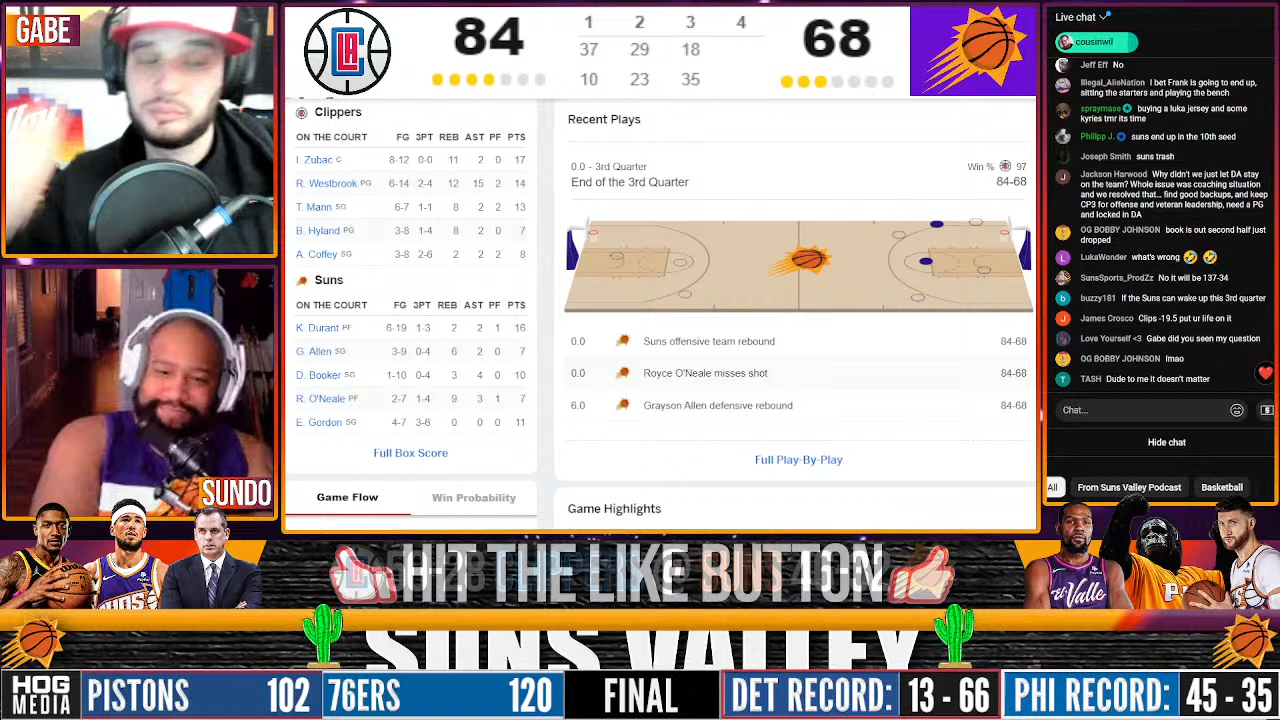 GABE
84
1 2 3 4
37 29 18
10 23 35
68
LA
Clippers
ON THE COURT FG 3PT REB AST PF PTS
I. Zubac C 8-12 0-0 11 2 0 17
R. Westbrook PG 6-14 2-4 12 15 2 14
T. Mann SG 6-7 1-1 8 2 2 13
B. Hyland PG 3-8 1-4 8 2 0 7
A. Coffey SG 3-8 2-6 2 2 2 8
Suns
ON THE COURT FG 3PT REB AST PF PTS
K. Durant PF 6-19 1-3 2 2 1 16
G. Allen SG 3-9 0-4 6 2 0 7
D. Booker SG 1-10 0-4 3 4 0 10
R. O'Neale PF 2-7 1-4 9 3 1 7
E. Gordon SG 4-7 3-6 0 0 0 11
Full Box Score
Game Flow Win Probability
Recent Plays
0.0 - 3rd Quarter Win % 97
End of the 3rd Quarter 84-68
0.0 Suns offensive team rebound 84-68
0.0 Royce O'Neale misses shot 84-68
6.0 Grayson Allen defensive rebound 84-68
Full Play-By-Play
Game Highlights
Live chat
cousinwil
Jeff Eff No
Illegal_AlieNation I bet Frank is going to end up,
sitting the starters and playing the bench
spraymase buying a luka jersey and some
kyries tmr its time
Philipp J. suns end up in the 10th seed
Joseph Smith suns trash
Jackson Harwood Why didn't we just let DA stay
on the team? Whole issue was coaching situation
and we resolved that... find good backups, and keep
CP3 for offense and veteran leadership, need a PG
and locked in DA
OG BOBBY JOHNSON book is out second half just
dropped
LukaWonder what's wrong 🤣 🤣
SunsSports_ProdZz No it will be 137-34
buzzy181 If the Suns can wake up this 3rd quarter
James Crosco Clips -19.5 put ur life on it
Love Yourself <3 Gabe did you seen my question
OG BOBBY JOHNSON lmao
TASH Dude to me it doesn't matter
Chat...
Hide chat
All From Suns Valley Podcast Basketball
SUNDO
HIT THE LIKE BUTTON
SUNS VALLEY
HOG
MEDIA
PISTONS 102 76ERS 120 FINAL DET RECORD: 13 - 66 PHI RECORD: 45 - 35